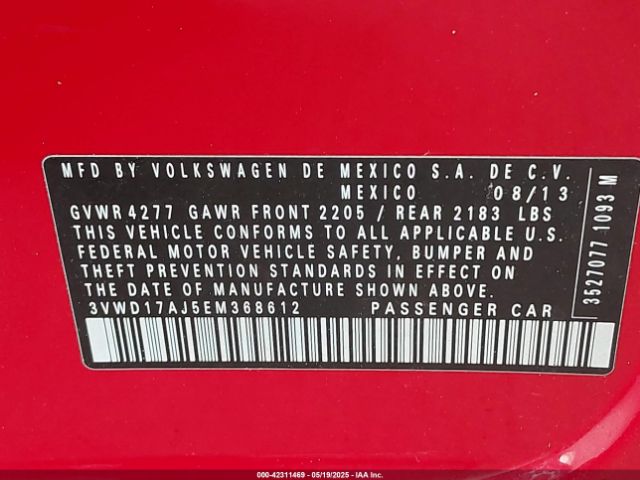 MFD BY VOLKSWAGEN DE MEXICO S.A. DE C.V.
MEXICO 08/13
GVWR 4277 GAWR FRONT 2205 / REAR 2183 LBS
THIS VEHICLE CONFORMS TO ALL APPLICABLE U.S.
FEDERAL MOTOR VEHICLE SAFETY, BUMPER AND
THEFT PREVENTION STANDARDS IN EFFECT ON
THE DATE OF MANUFACTURE SHOWN ABOVE.
3VWD17AJ5EM368612 PASSENGER CAR
3527077 1093 M
000-42311469 - 05/19/2025 - IAA Inc.